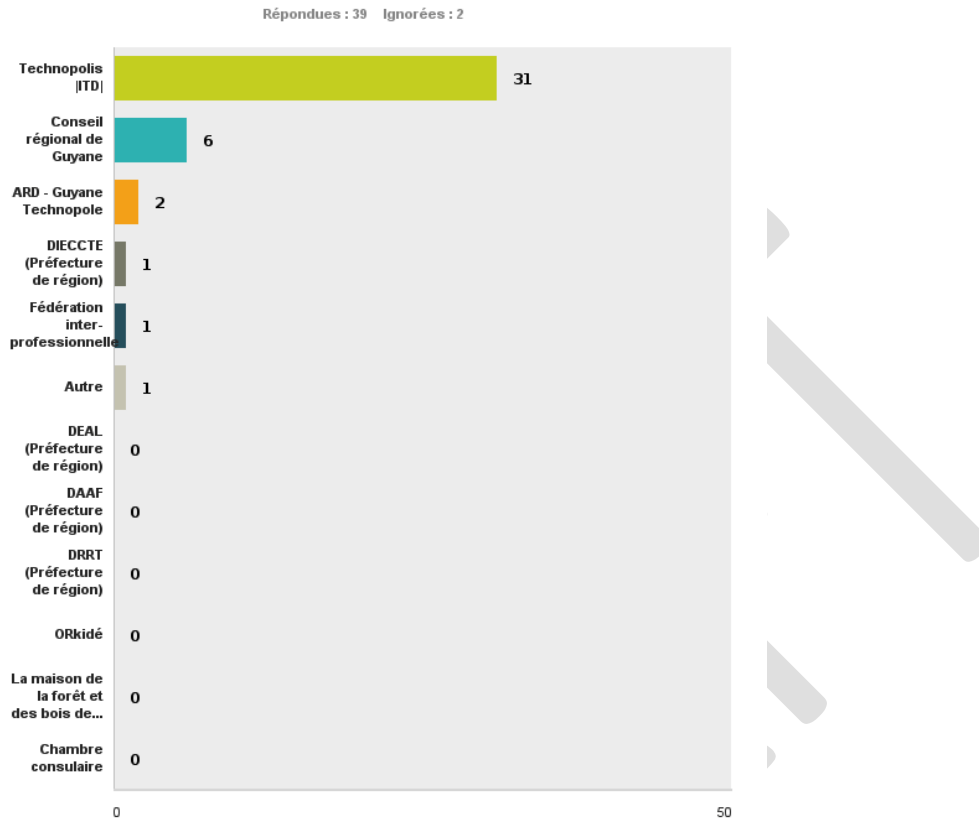 Répondues : 39 Ignorées : 2
Technopolis
|ITD|
31
Conseil
régional de
Guyane
6
ARD - Guyane
Technopole
2
DIECCTE
(Préfecture
de région)
1
Fédération
inter-
professionnelle
1
Autre
1
DEAL
(Préfecture
de région)
0
DAAF
(Préfecture
de région)
0
DRRT
(Préfecture
de région)
0
ORkidé
0
La maison de
la forêt et
des bois de...
0
Chambre
consulaire
0
0 50